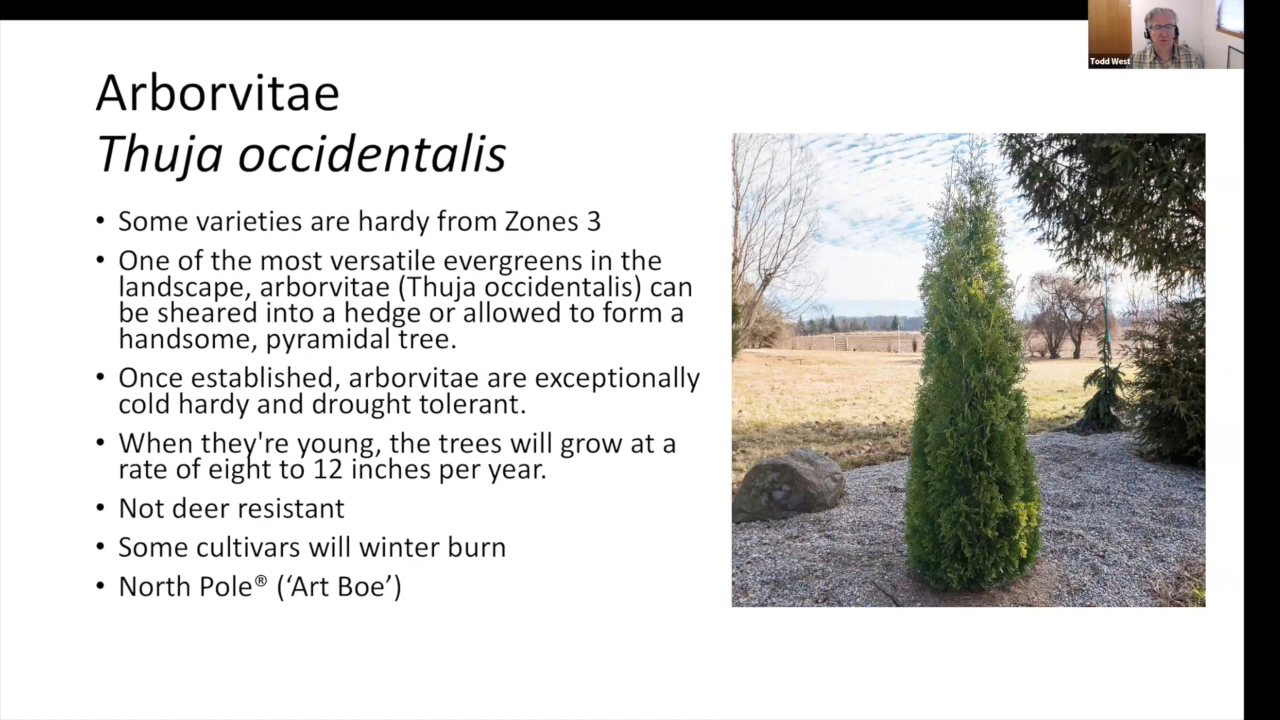 Todd West
Arborvitae
Thuja occidentalis
• Some varieties are hardy from Zones 3
• One of the most versatile evergreens in the
landscape, arborvitae (Thuja occidentalis) can
be sheared into a hedge or allowed to form a
handsome, pyramidal tree.
• Once established, arborvitae are exceptionally
cold hardy and drought tolerant.
• When they're young, the trees will grow at a
rate of eight to 12 inches per year.
• Not deer resistant
• Some cultivars will winter burn
• North Pole® (‘Art Boe’)